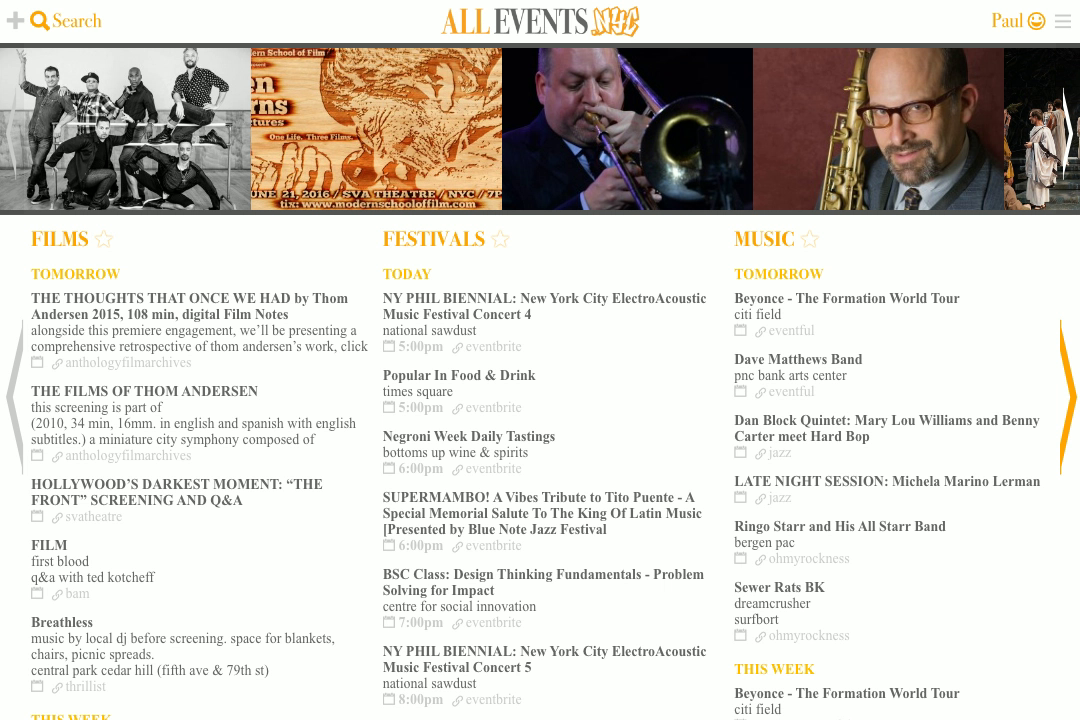 Search
ALL EVENTS NYC
Paul
ern School of Film
en
rns
tures
One Life. Three Films.
UNE 21, 2016 / SVA THEATRE / NYC / 7P
tix: www.modernschooloffilm.com
FILMS
TOMORROW
THE THOUGHTS THAT ONCE WE HAD by Thom
Andersen 2015, 108 min, digital Film Notes
alongside this premiere engagement, we’ll be presenting a
comprehensive retrospective of thom andersen’s work, click
anthologyfilmarchives
THE FILMS OF THOM ANDERSEN
this screening is part of
(2010, 34 min, 16mm. in english and spanish with english
subtitles.) a miniature city symphony composed of
anthologyfilmarchives
HOLLYWOOD’S DARKEST MOMENT: “THE
FRONT” SCREENING AND Q&A
svatheatre
FILM
first blood
q&a with ted kotcheff
bam
Breathless
music by local dj before screening. space for blankets,
chairs, picnic spreads.
central park cedar hill (fifth ave & 79th st)
thrillist
THIS WEEK
FESTIVALS
TODAY
NY PHIL BIENNIAL: New York City ElectroAcoustic
Music Festival Concert 4
national sawdust
5:00pm eventbrite
Popular In Food & Drink
times square
5:00pm eventbrite
Negroni Week Daily Tastings
bottoms up wine & spirits
6:00pm eventbrite
SUPERMAMBO! A Vibes Tribute to Tito Puente - A
Special Memorial Salute To The King Of Latin Music
[Presented by Blue Note Jazz Festival
6:00pm eventbrite
BSC Class: Design Thinking Fundamentals - Problem
Solving for Impact
centre for social innovation
7:00pm eventbrite
NY PHIL BIENNIAL: New York City ElectroAcoustic
Music Festival Concert 5
national sawdust
8:00pm eventbrite
MUSIC
TOMORROW
Beyonce - The Formation World Tour
citi field
eventful
Dave Matthews Band
pnc bank arts center
eventful
Dan Block Quintet: Mary Lou Williams and Benny
Carter meet Hard Bop
jazz
LATE NIGHT SESSION: Michela Marino Lerman
jazz
Ringo Starr and His All Starr Band
bergen pac
ohmyrockness
Sewer Rats BK
dreamcrusher
surfbort
ohmyrockness
THIS WEEK
Beyonce - The Formation World Tour
citi field